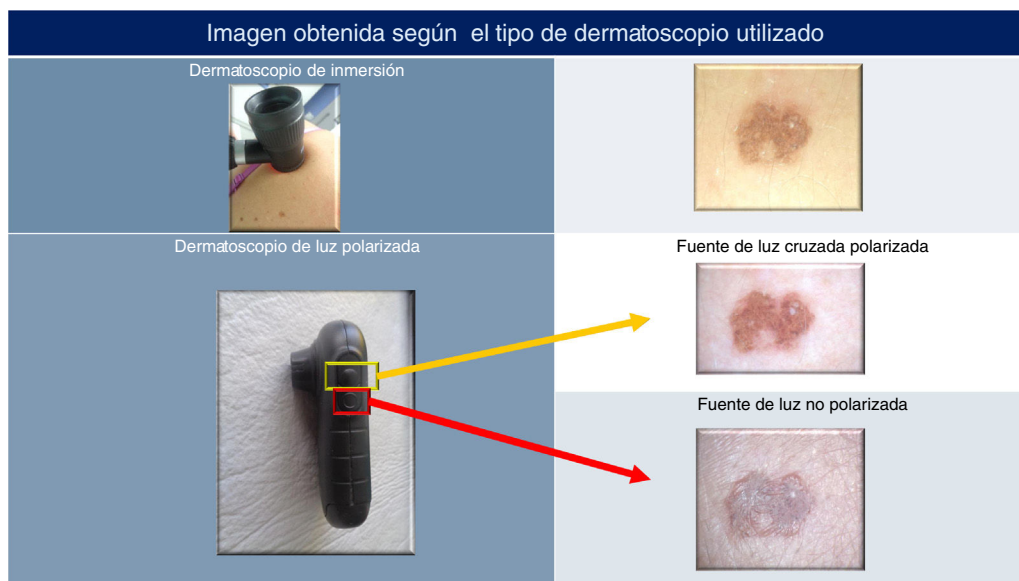 Imagen obtenida según el tipo de dermatoscopio utilizado
Dermatoscopio de inmersión
Dermatoscopio de luz polarizada
Fuente de luz cruzada polarizada
Fuente de luz no polarizada